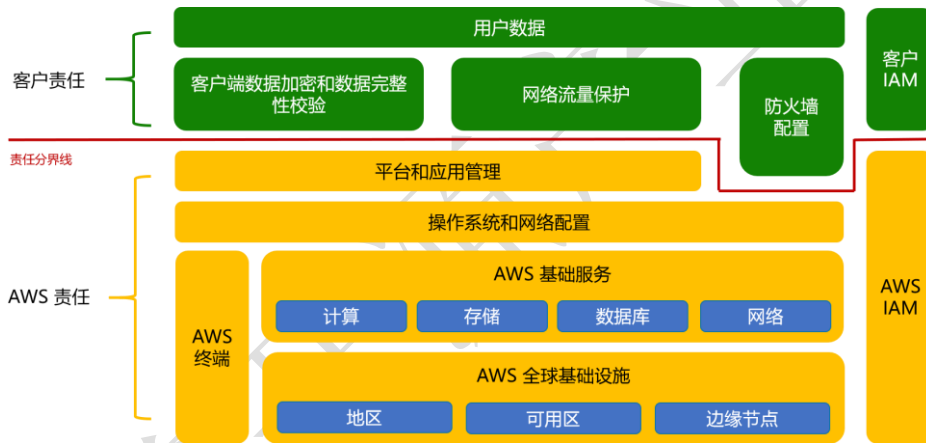 用户数据
客户责任
客户端数据加密和数据完整
性校验
网络流量保护
防火墙
配置
客户
IAM
责任分界线
平台和应用管理
操作系统和网络配置
AWS 责任
AWS
终端
AWS 基础服务
计算
存储
数据库
网络
AWS 全球基础设施
地区
可用区
边缘节点
AWS
IAM